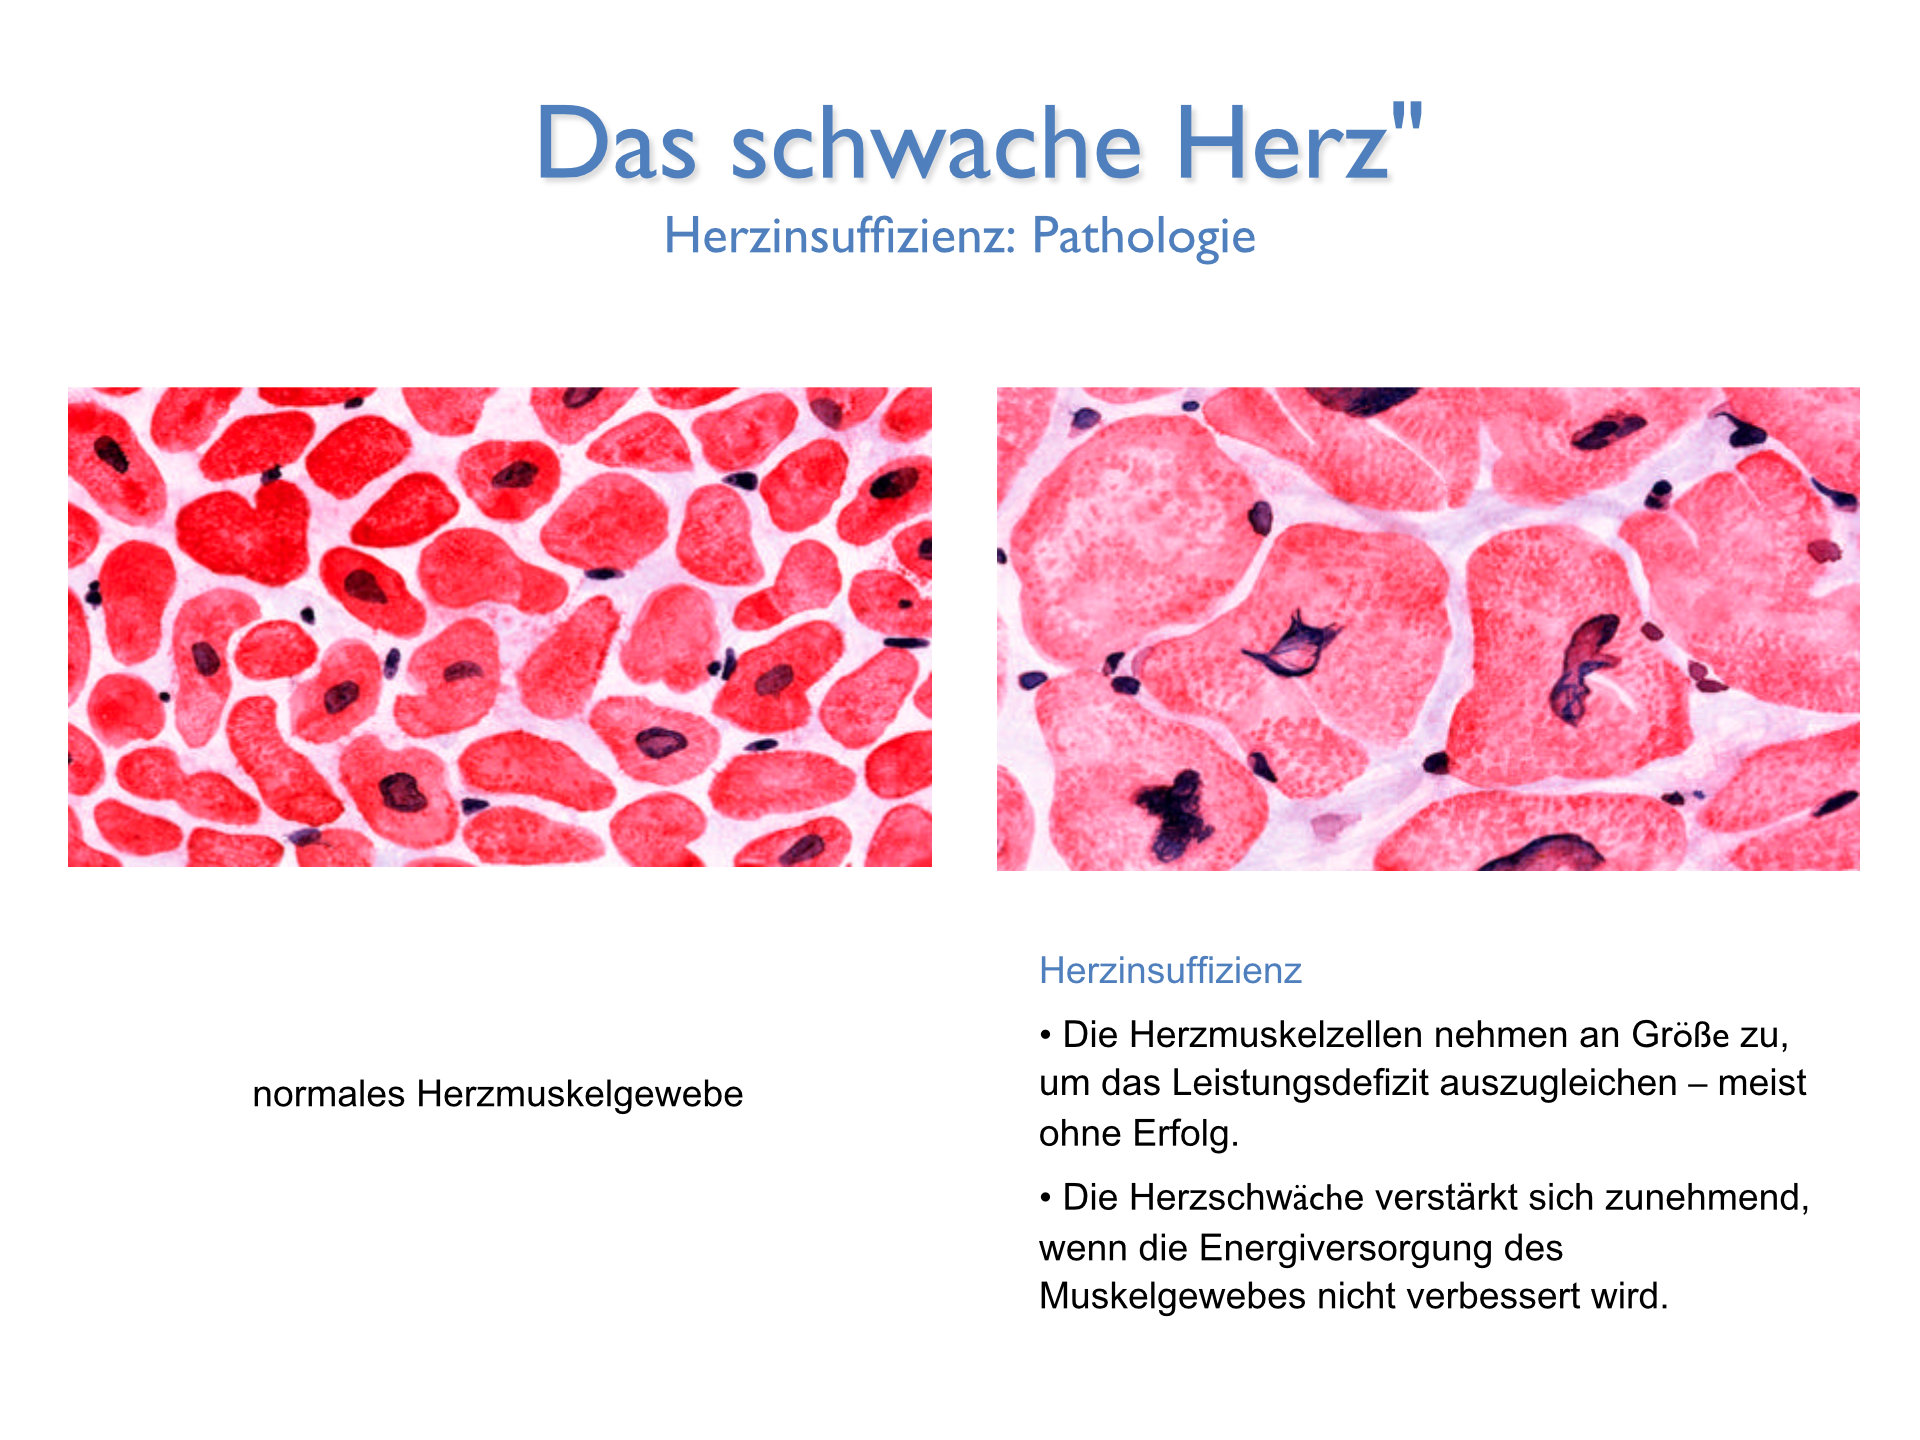 Das schwache Herz"
Herzinsuffizienz: Pathologie
normales Herzmuskelgewebe
Herzinsuffizienz
• Die Herzmuskelzellen nehmen an Größe zu,
um das Leistungsdefizit auszugleichen – meist
ohne Erfolg.
• Die Herzschwäche verstärkt sich zunehmend,
wenn die Energiversorgung des
Muskelgewebes nicht verbessert wird.